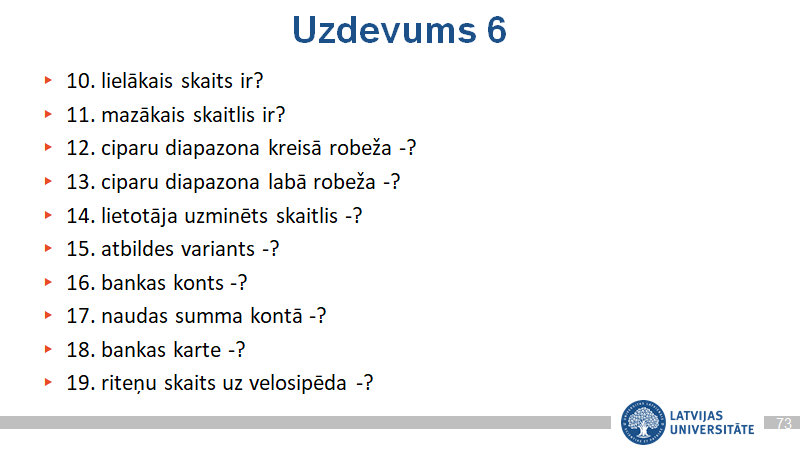 Uzdevums 6
10. lielākais skaits ir?
11. mazākais skaitlis ir?
12. ciparu diapazona kreisā robeža -?
13. ciparu diapazona labā robeža -?
14. lietotāja uzminēts skaitlis -?
15. atbildes variants -?
16. bankas konts -?
17. naudas summa kontā -?
18. bankas karte -?
19. riteņu skaits uz velosipēda -?
LATVIJAS
UNIVERSITĀTE
73